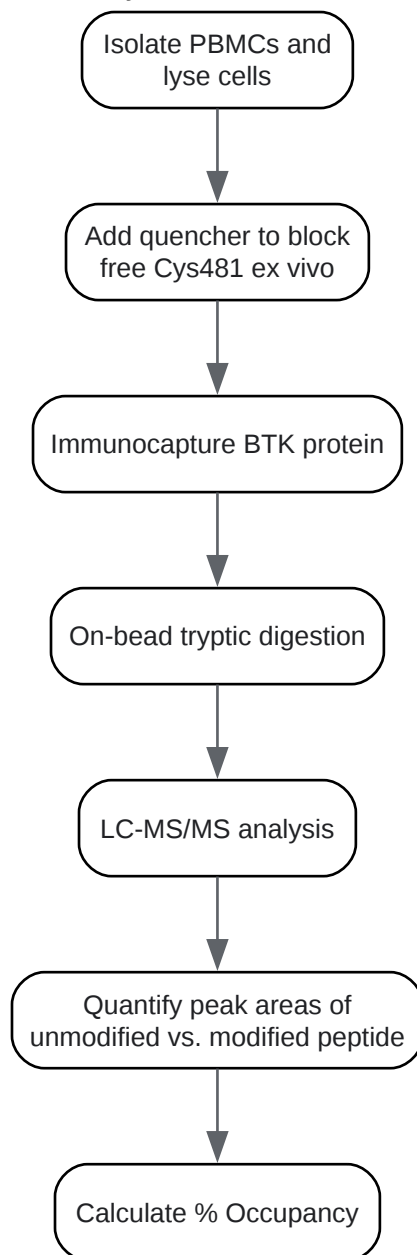 Isolate PBMCs and
lyse cells
Add quencher to block
free Cys481 ex vivo
Immunocapture BTK protein
On-bead tryptic digestion
LC-MS/MS analysis
Quantify peak areas of
unmodified vs. modified peptide
Calculate % Occupancy